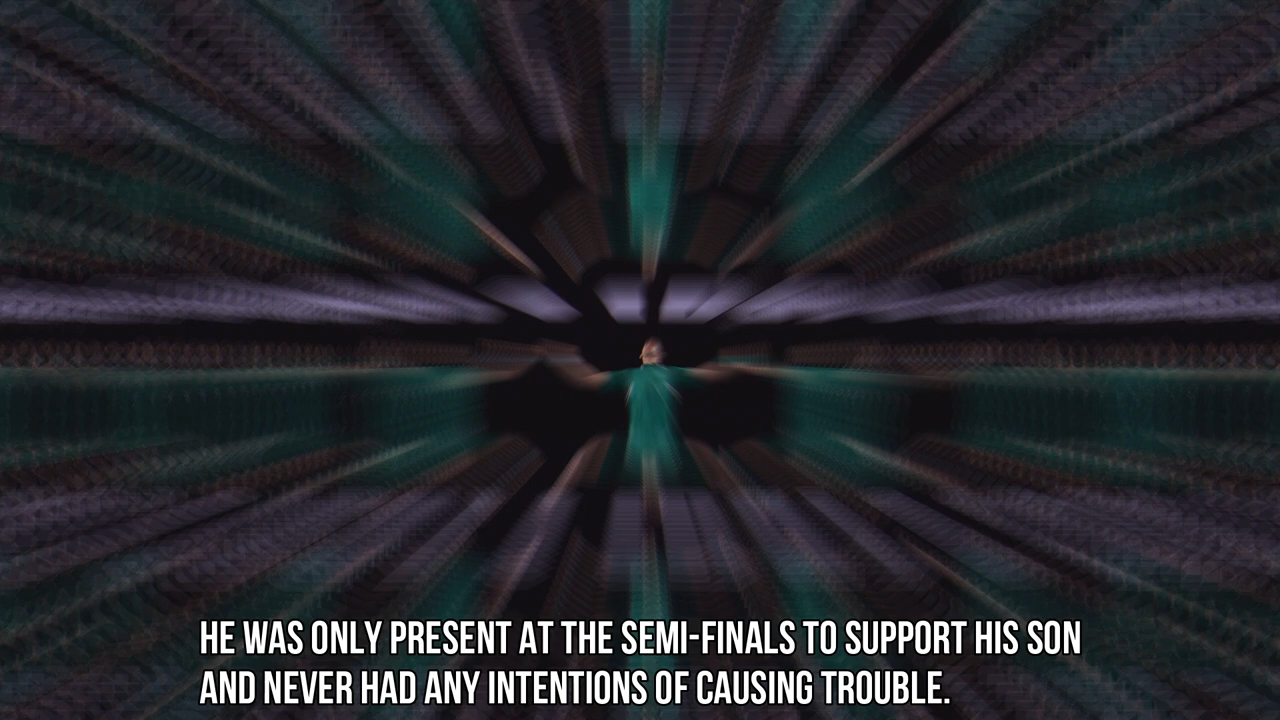 HE WAS ONLY PRESENT AT THE SEMI-FINALS TO SUPPORT HIS SON
AND NEVER HAD ANY INTENTIONS OF CAUSING TROUBLE.